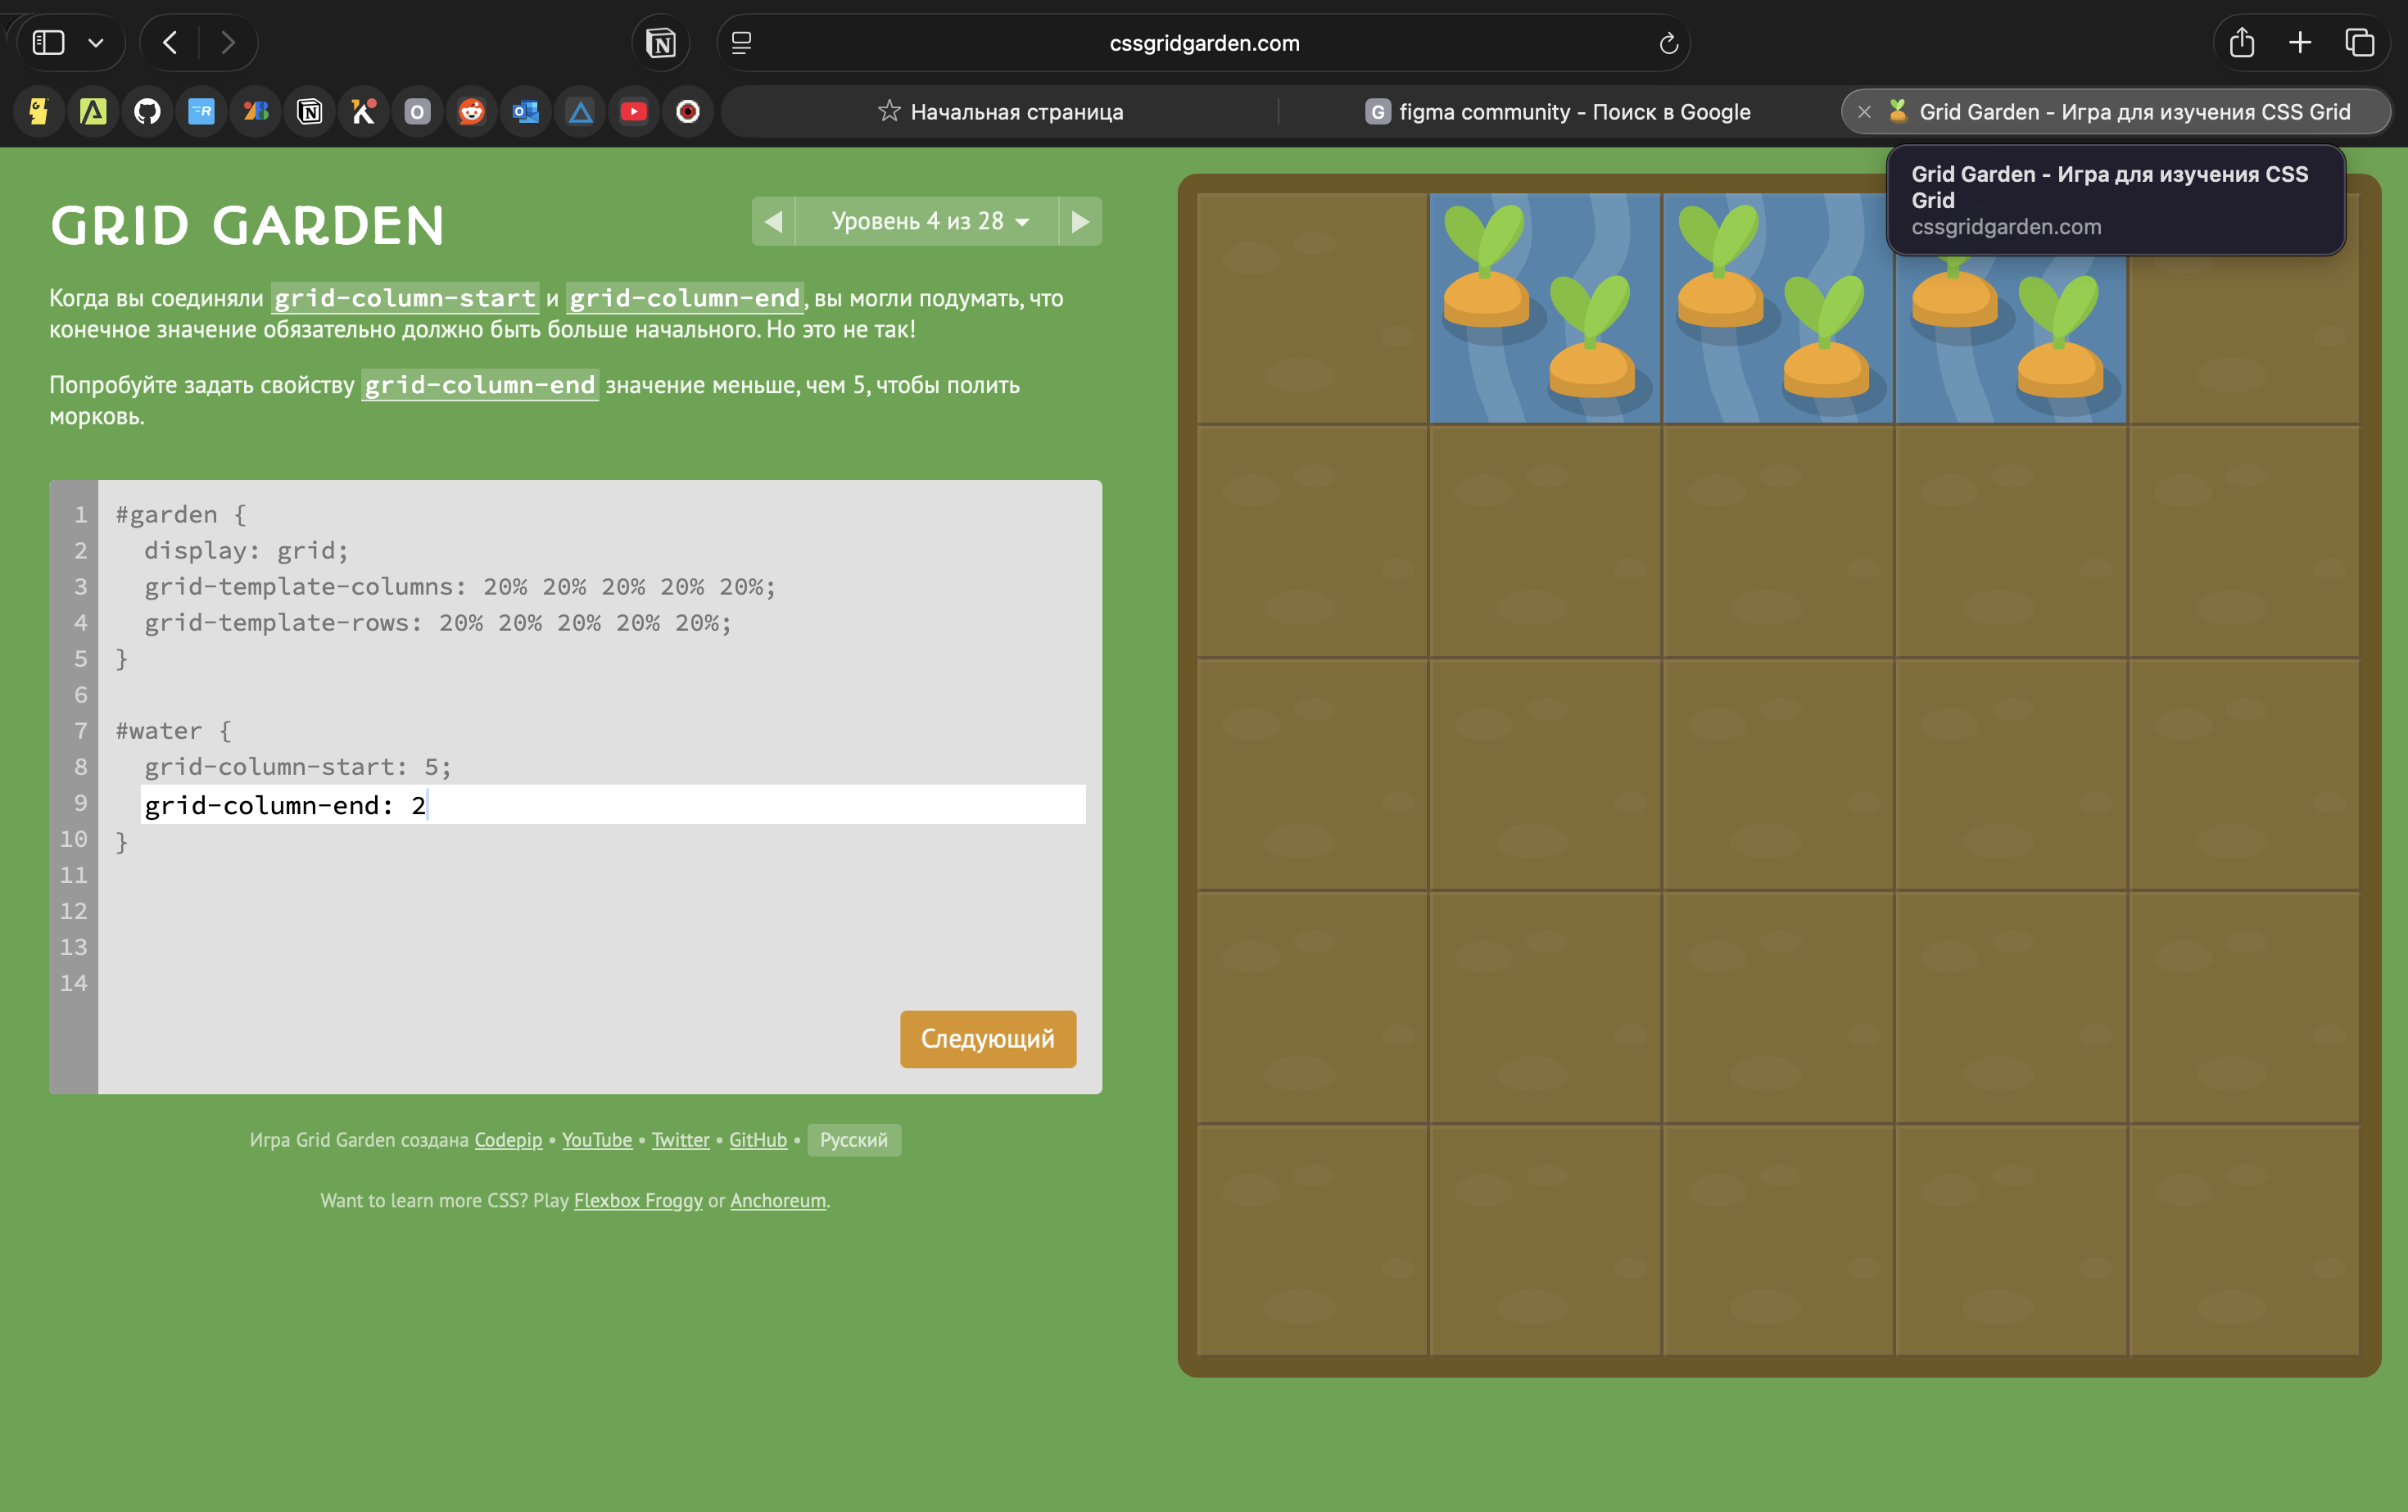 cssgridgarden.com
Начальная страница
G figma community - Поиск в Google
Grid Garden - Игра для изучения CSS Grid
Grid Garden - Игра для изучения CSS
Grid
cssgridgarden.com
GRID GARDEN
Уровень 4 из 28
Когда вы соединяли grid-column-start и grid-column-end, вы могли подумать, что
конечное значение обязательно должно быть больше начального. Но это не так!
Попробуйте задать свойству grid-column-end значение меньше, чем 5, чтобы полить
морковь.
1 #garden {
2 display: grid;
3 grid-template-columns: 20% 20% 20% 20% 20%;
4 grid-template-rows: 20% 20% 20% 20% 20%;
5 }
6
7 #water {
8 grid-column-start: 5;
9 grid-column-end: 2
10 }
11
12
13
14
Следующий
Игра Grid Garden создана Codepip • YouTube • Twitter • GitHub • Русский
Want to learn more CSS? Play Flexbox Froggy or Anchoreum.